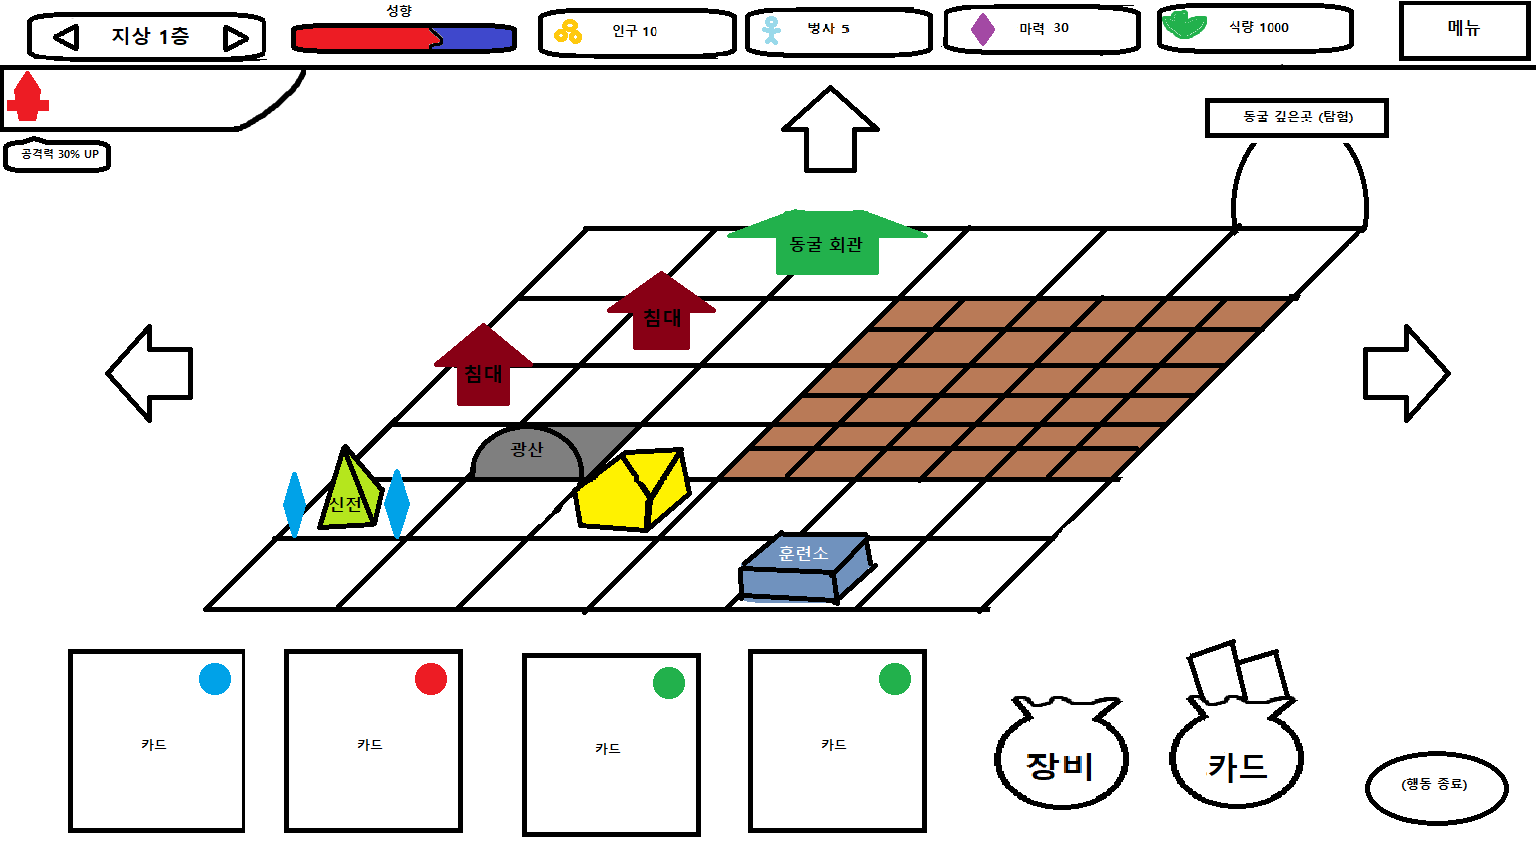 성향
지상 1층
인구 10
병사 5
마력 30
식량 1000
메뉴
공격력 30% UP
동굴 깊은곳 (탐험)
동굴 회관
침대
침대
광산
신전
훈련소
카드
카드
카드
카드
장비
카드
(행동 종료)